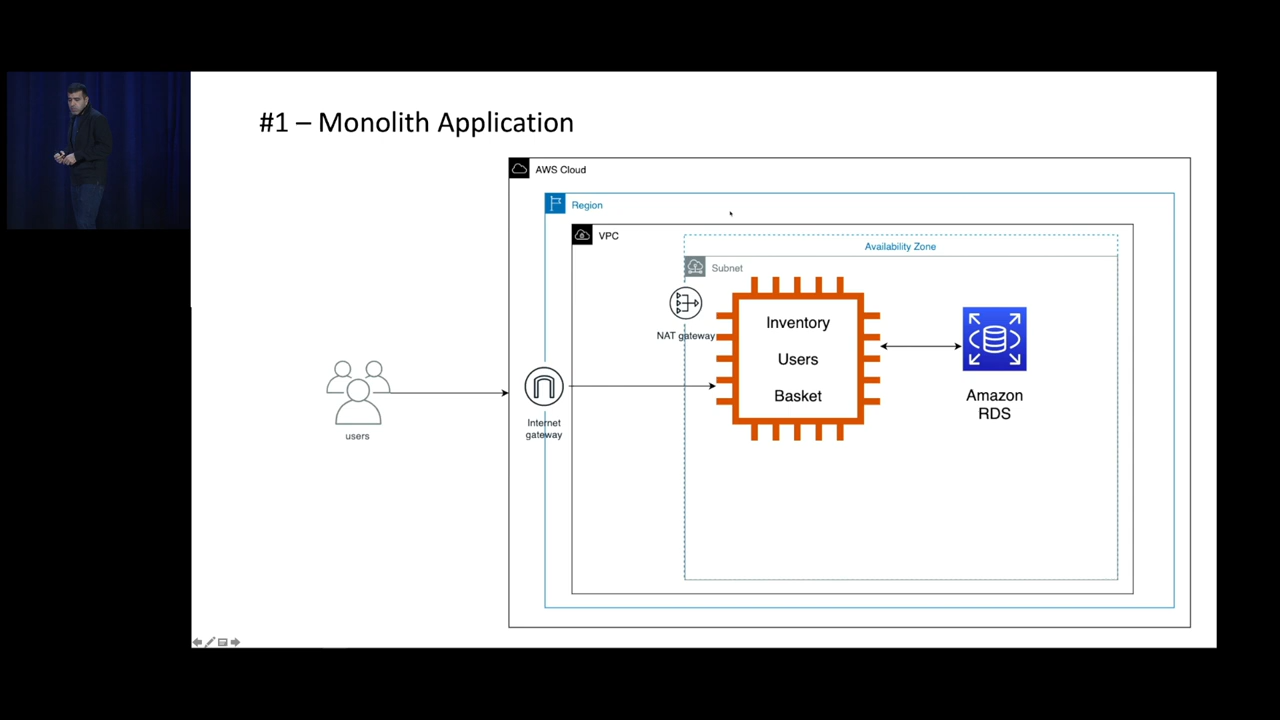 #1 – Monolith Application
AWS Cloud
Region
VPC
Availability Zone
Subnet
NAT gateway
Inventory
Users
Basket
Amazon
RDS
Internet
gateway
users